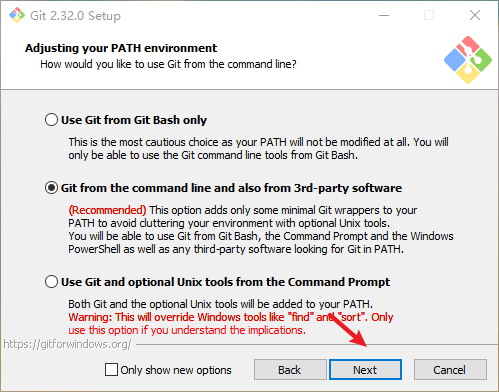 Git 2.32.0 Setup
Adjusting your PATH environment
How would you like to use Git from the command line?
Use Git from Git Bash only
This is the most cautious choice as your PATH will not be modified at all. You will
only be able to use the Git command line tools from Git Bash.
Git from the command line and also from 3rd-party software
(Recommended) This option adds only some minimal Git wrappers to your
PATH to avoid cluttering your environment with optional Unix tools.
You will be able to use Git from Git Bash, the Command Prompt and the Windows
PowerShell as well as any third-party software looking for Git in PATH.
Use Git and optional Unix tools from the Command Prompt
Both Git and the optional Unix tools will be added to your PATH.
Warning: This will override Windows tools like "find" and "sort". Only
use this option if you understand the implications.
https://gitforwindows.org/
Only show new options
Back
Next
Cancel